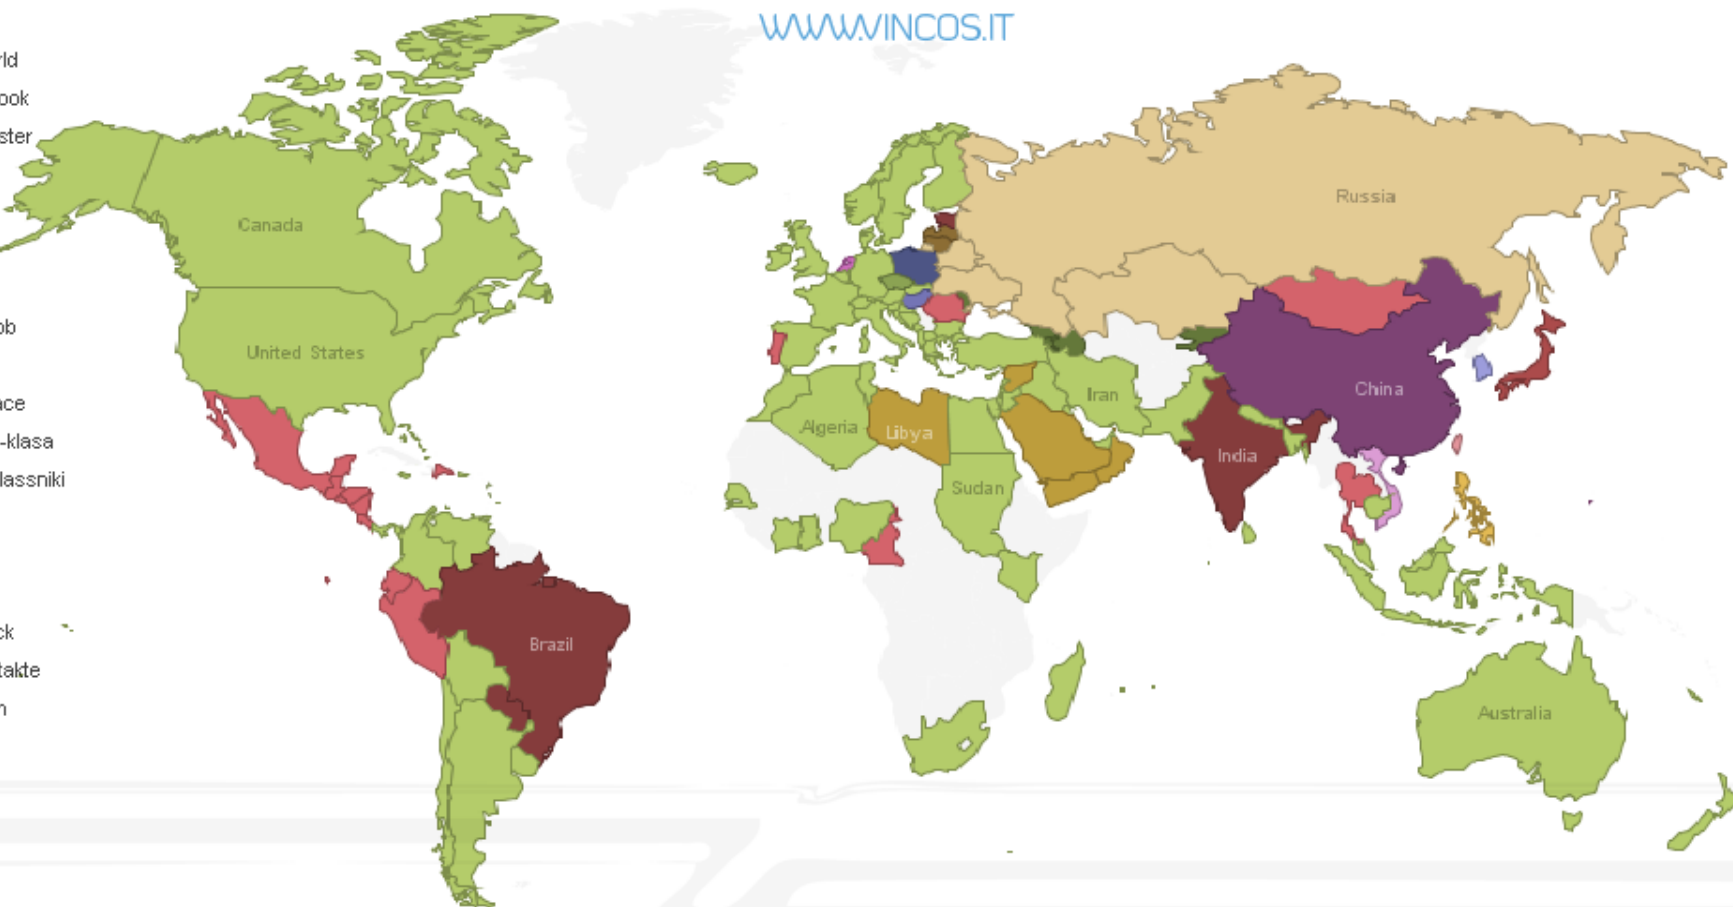 WWW.VINCOS.IT
ld
ook
ster
ob
ace
-klasa
lassniki
ck
takte
n
Canada
Russia
United States
China
Iran
Algeria
Libya
India
Sudan
Brazil
Australia